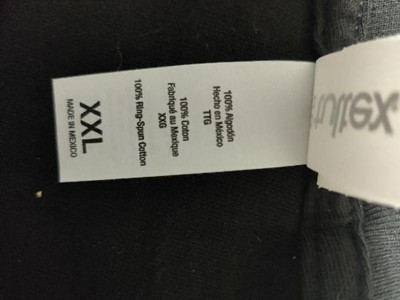 tultex.
100% Algodón
Hecho en México
TTG
100% Coton
Fabriqué au Mexique
XXG
100% Ring-Spun Cotton
XXL
MADE IN MEXICO